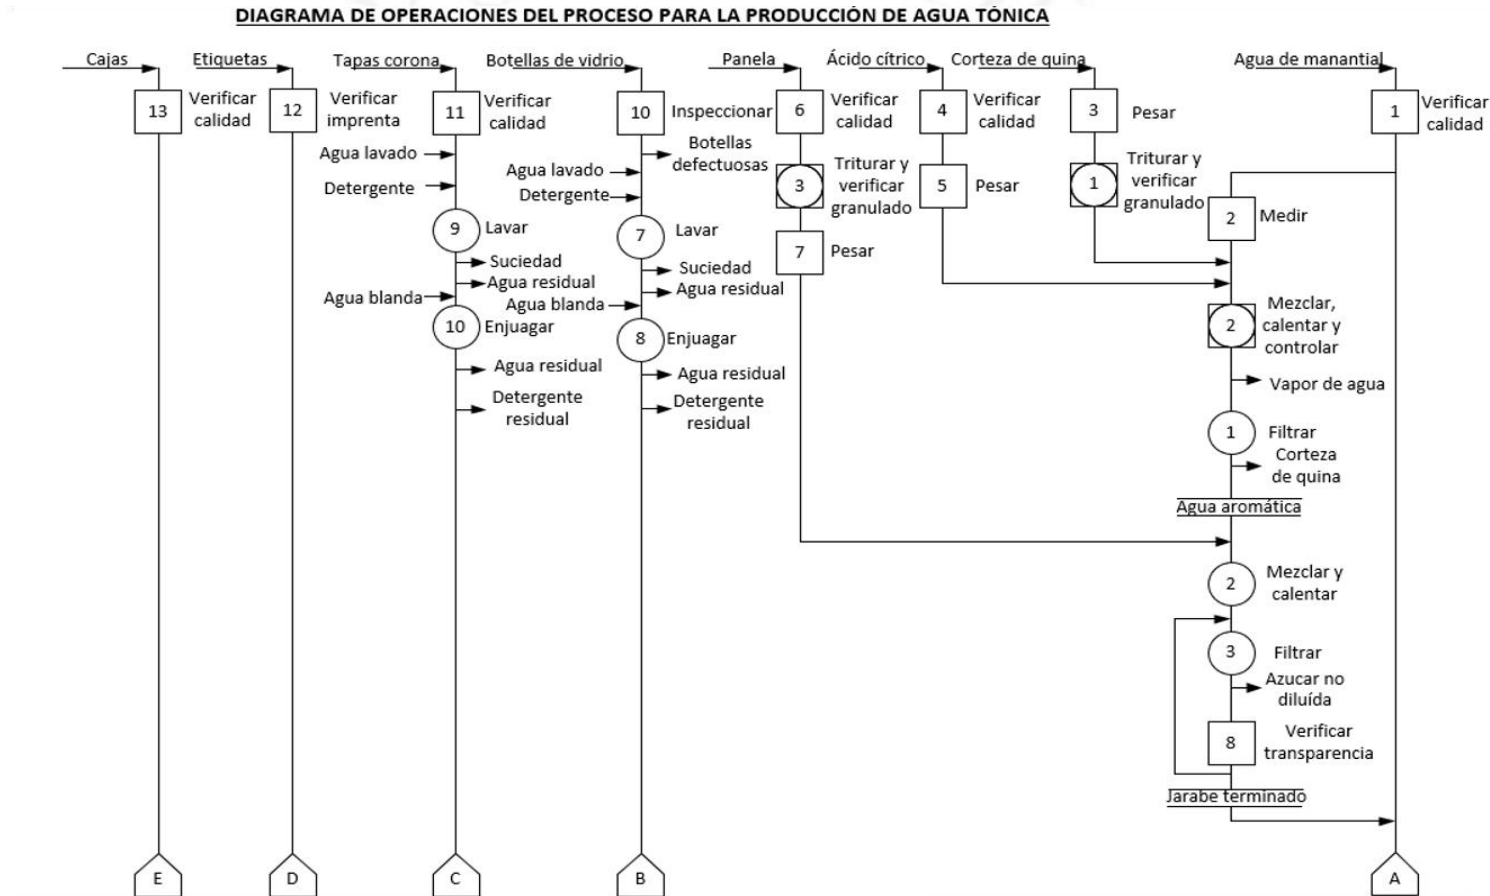 DIAGRAMA DE OPERACIONES DEL PROCESO PARA LA PRODUCCIÓN DE AGUA TÓNICA
Cajas
13
Verificar
calidad
E
Etiquetas
12
Verificar
imprenta
D
Tapas corona
11
Verificar
calidad
Agua lavado
Detergente
9
Lavar
Suciedad
Agua residual
Agua blanda
10
Enjuagar
Agua residual
Detergente
residual
C
Botellas de vidrio
10
Inspeccionar
Botellas
defectuosas
Agua lavado
Detergente
7
Lavar
Suciedad
Agua residual
Agua blanda
8
Enjuagar
Agua residual
Detergente
residual
B
Panela
6
Verificar
calidad
3
Triturar y
verificar
granulado
7
Pesar
Ácido cítrico
4
Verificar
calidad
5
Pesar
Corteza de quina
3
Pesar
1
Triturar y
verificar
granulado
Agua de manantial
1
Verificar
calidad
2
Medir
2
Mezclar,
calentar y
controlar
Vapor de agua
1
Filtrar
Corteza
de quina
Agua aromática
2
Mezclar y
calentar
3
Filtrar
Azucar no
diluída
8
Verificar
transparencia
Jarabe terminado
A